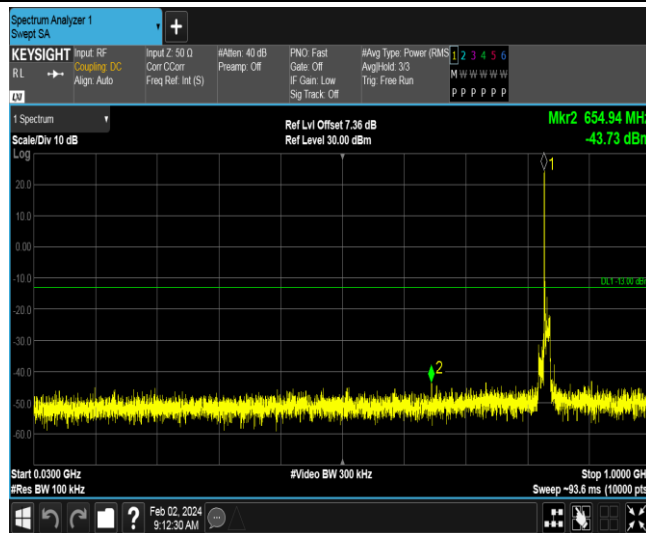 Spectrum Analyzer 1
Swept SA
+
KEYSIGHT Input: RF Input Z: 50 Ω #Atten: 40 dB PNO: Fast #Avg Type: Power (RMS 1 2 3 4 5 6
RL Coupling: DC Corr CCorr Preamp: Off Gate: Off Avg|Hold: 3/3 M W W W W W
Align: Auto Freq Ref: Int (S) IF Gain: Low Trig: Free Run
Sig Track: Off P P P P P P
LXI
1 Spectrum
Scale/Div 10 dB
Ref Lvl Offset 7.36 dB
Ref Level 30.00 dBm
Mkr2 654.94 MHz
-43.73 dBm
Log
1
20.0
10.0
0.00
-10.0
DL1 -13.00 dBm
-20.0
-30.0
-40.0
2
-50.0
-60.0
Start 0.0300 GHz #Video BW 300 kHz Stop 1.0000 GH
#Res BW 100 kHz Sweep ~93.6 ms (10000 pts
? Feb 02, 2024
9:12:30 AM